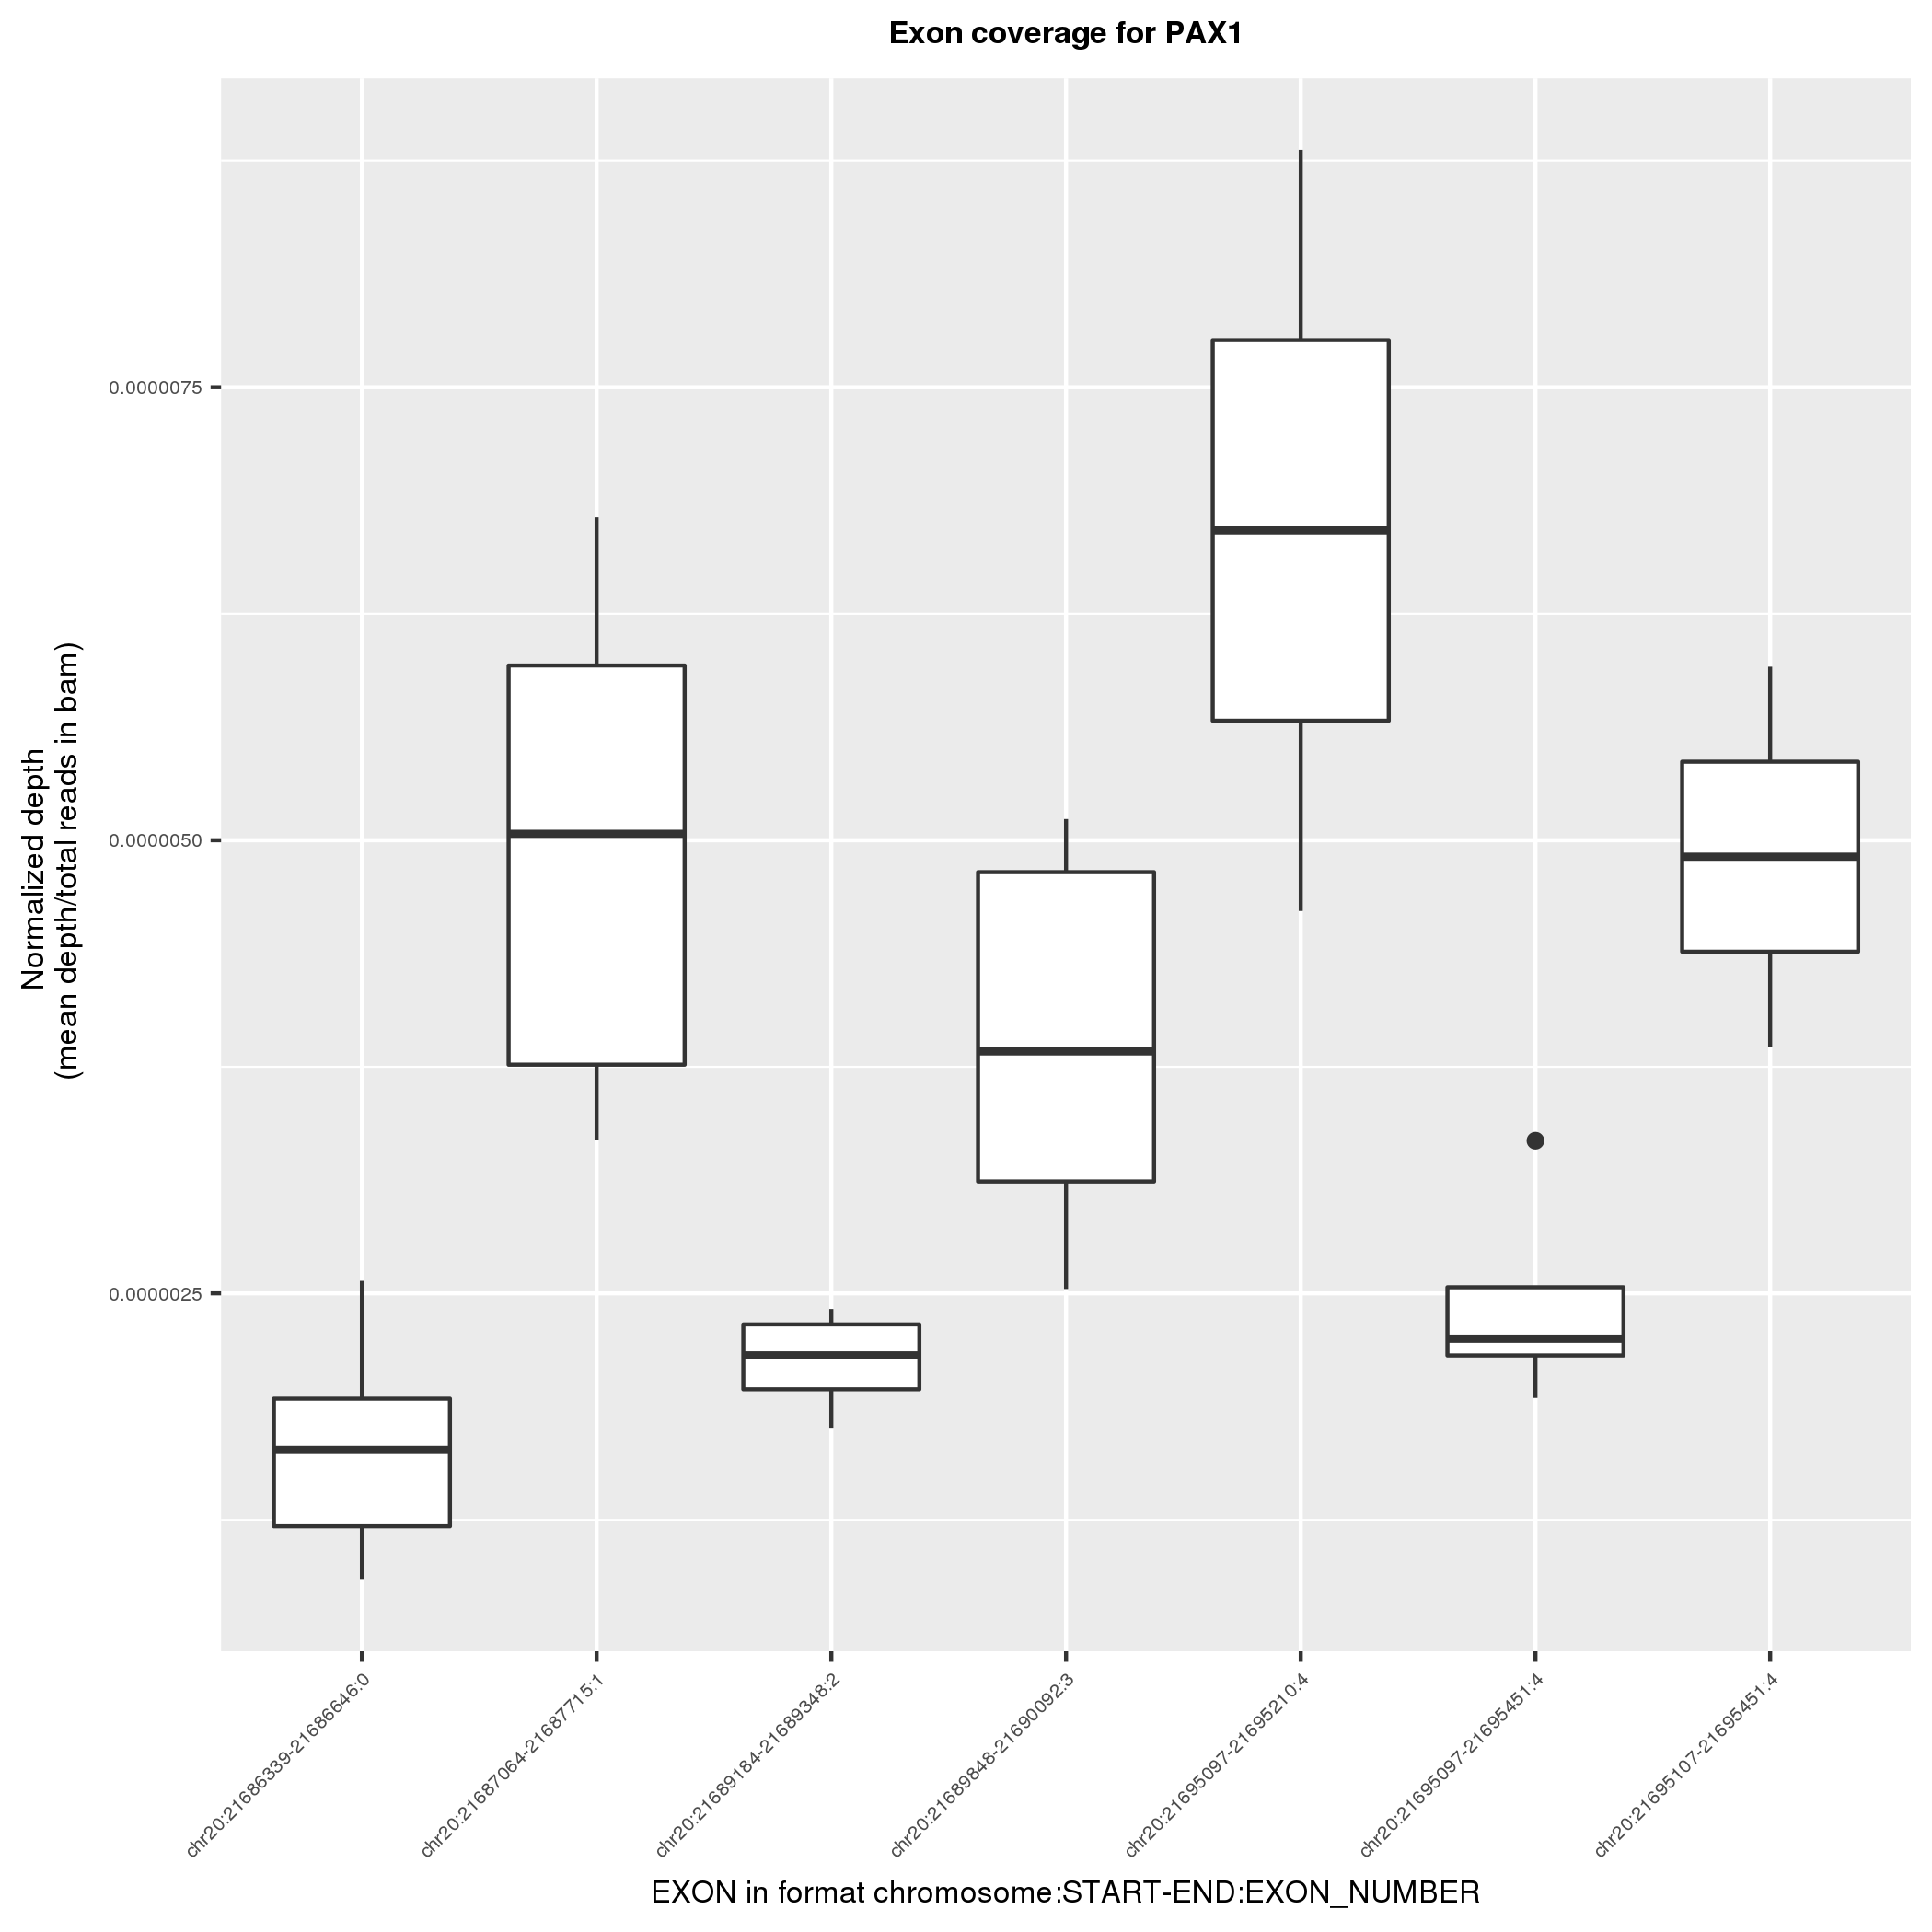 Exon coverage for PAX1
Normalized depth
(mean depth/total reads in bam)
0.0000075
0.0000050
0.0000025
chr20:21686339-21686646:0
chr20:21687064-21687715:1
chr20:21689184-21689348:2
chr20:21689848-21690092:3
chr20:21695097-21695210:4
chr20:21695097-21695451:4
chr20:21695107-21695451:4
EXON in format chromosome:START-END:EXON_NUMBER